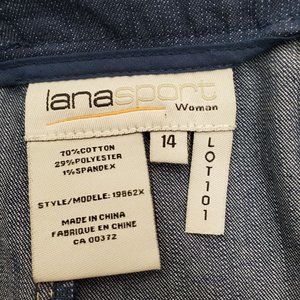 lanasport
Woman
14
LOT101
70%COTTON
29%POLYESTER
1%SPANDEX
STYLE/MODELE: 19862X
MADE IN CHINA
FABRIQUE EN CHINE
CA 00372